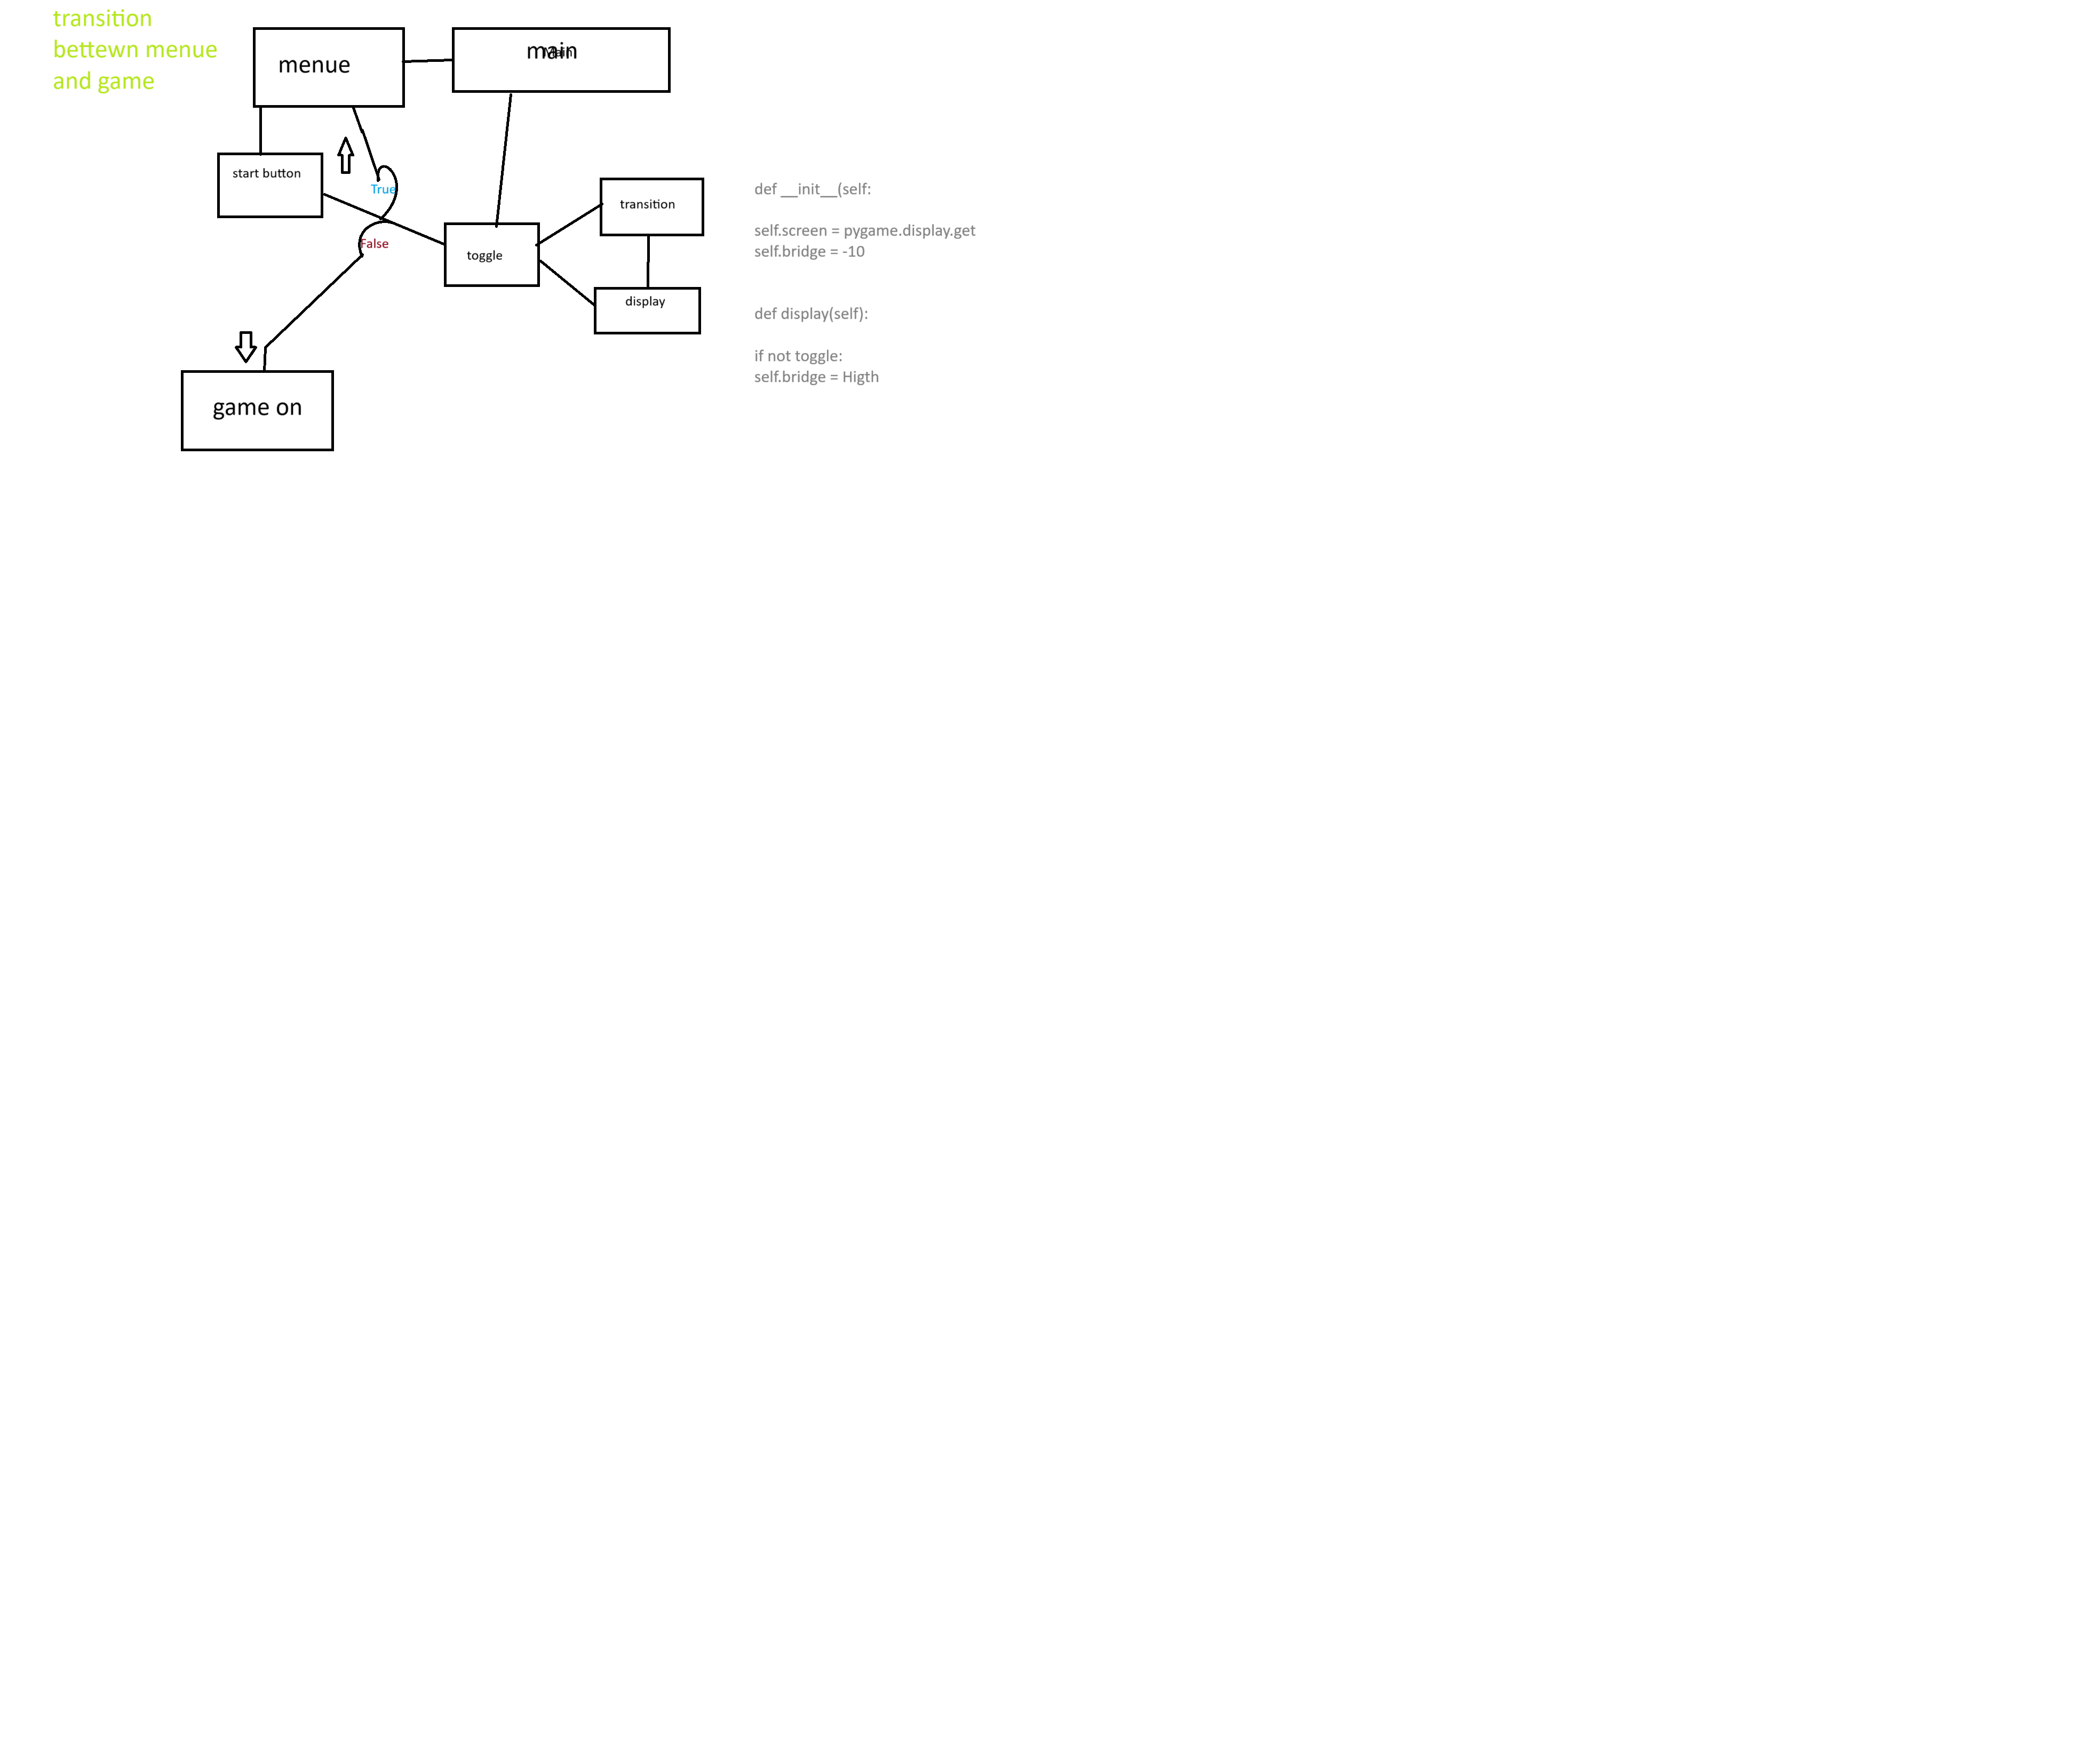 transition
bettewn menue
and game
menue
main
Main
start button
True
False
toggle
transition
display
game on
def __init__(self:
self.screen = pygame.display.get
self.bridge = -10
def display(self):
if not toggle:
self.bridge = Higth